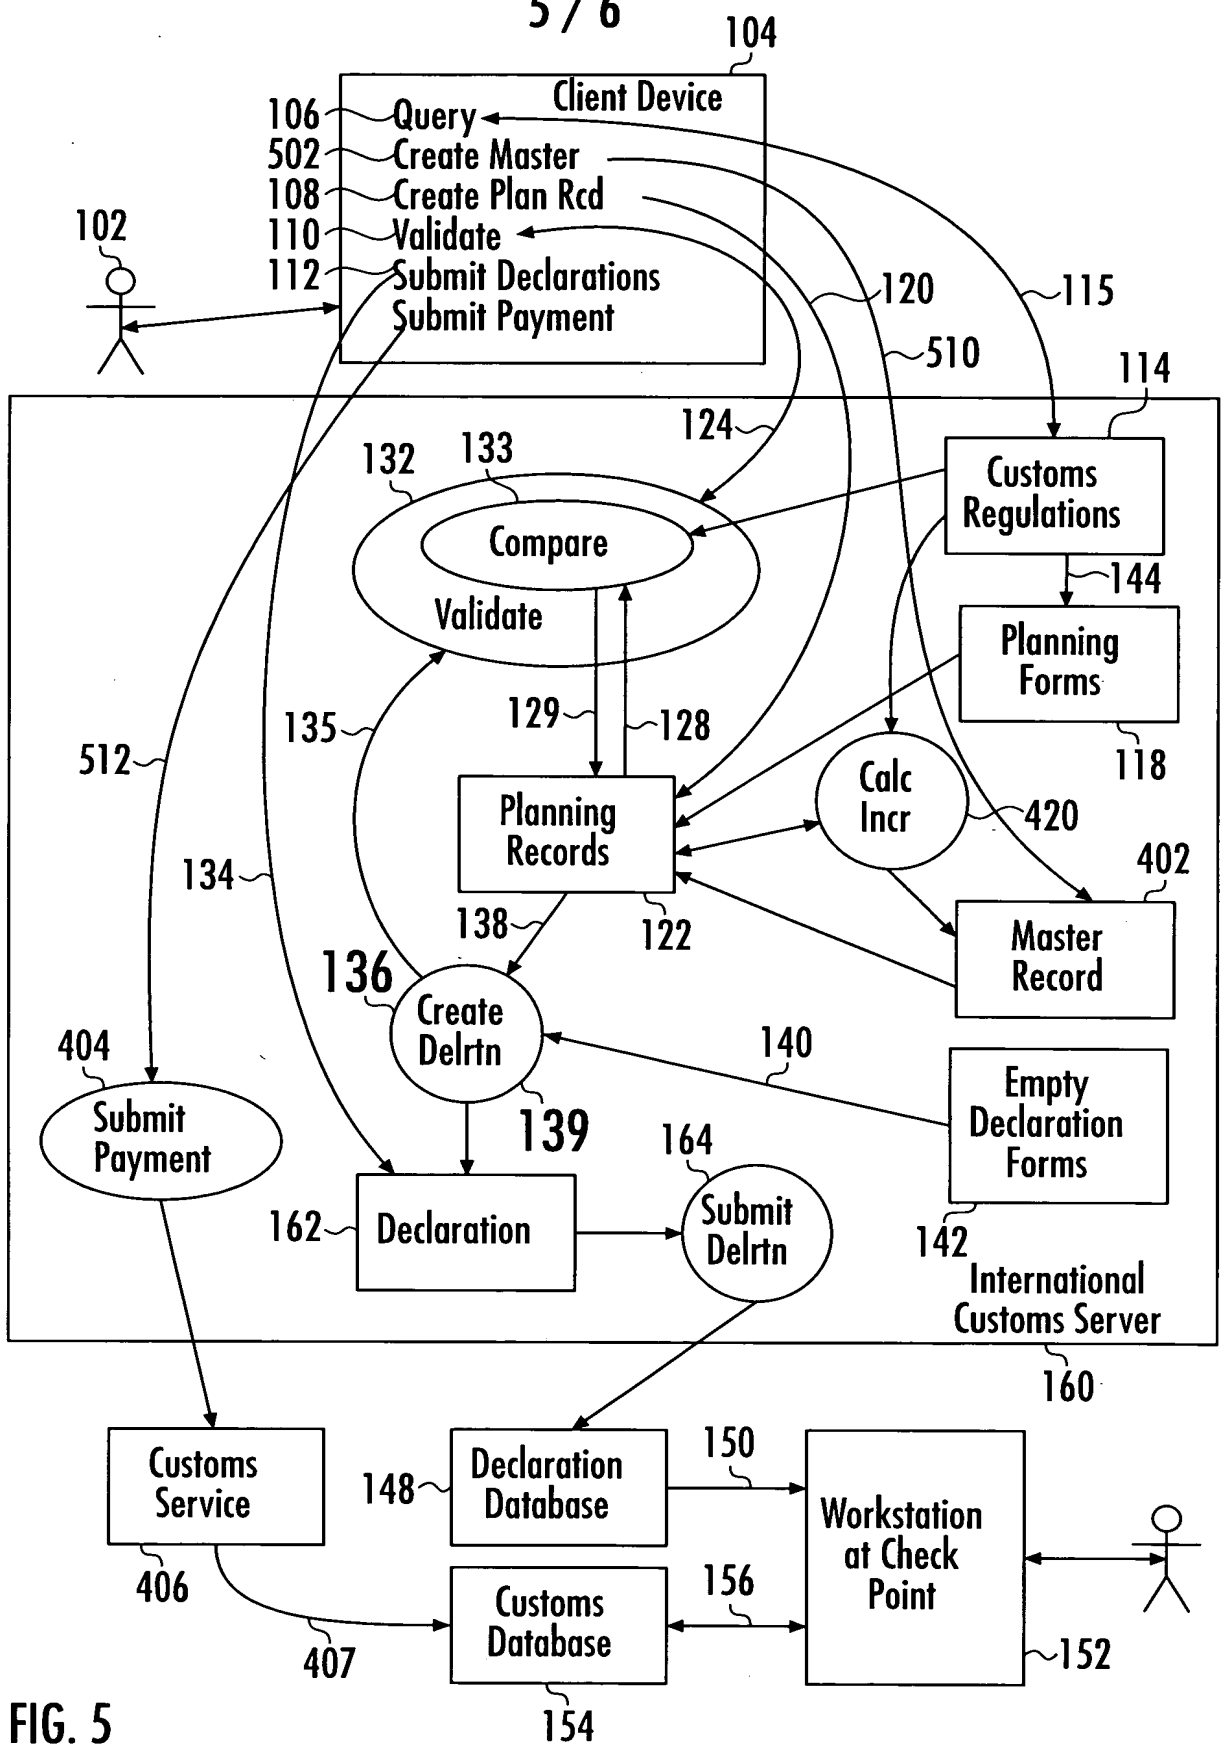 5 / 6
104
Client Device
106
Query
502
Create Master
108
Create Plan Rcd
110
Validate
112
Submit Declarations
Submit Payment
102
120
115
510
114
124
133
132
Customs
Regulations
Compare
Validate
144
Planning
Forms
118
129
128
135
512
Calc
Incr
420
Planning
Records
122
134
138
402
Master
Record
136
Create
Delrtn
139
140
404
Submit
Payment
Empty
Declaration
Forms
142
164
Submit
Delrtn
162
Declaration
International
Customs Server
160
Customs
Service
406
407
148
Declaration
Database
150
Customs
Database
154
156
Workstation
at Check
Point
152
FIG. 5